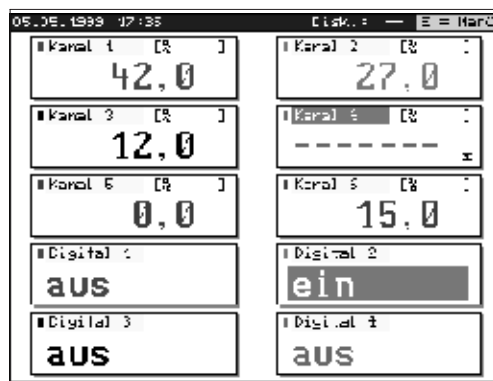 05.05.1999 17:35 Disk.: — E = Hard
Kanal 1 [% ] Kanal 2 [% ]
42,0 27,0
Kanal 3 [% ] Kanal 4 [% ]
12,0 -------
Kanal 5 [% ] Kanal 6 [% ]
0,0 15,0
Digital 1 Digital 2
aus ein
Digital 3 Digital 4
aus aus